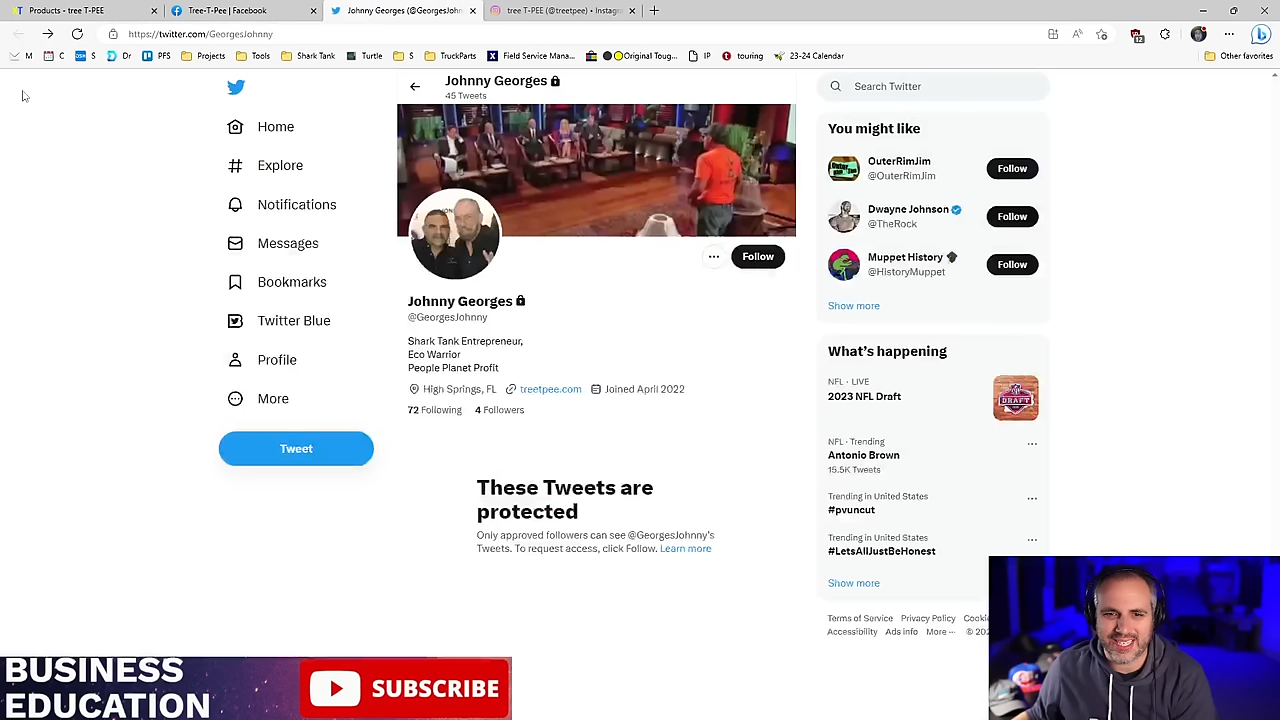 Products - tree T-PEE
Tree-T-Pee | Facebook
Johnny Georges (@GeorgesJohnny
tree T-PEE (@treetpee) • Instagr
https://twitter.com/GeorgesJohnny
12
M
C
S
Dr
PFS
Projects
Tools
Shark Tank
Turtle
S
TruckParts
Field Service Mana...
Original Toug...
IP
touring
23-24 Calendar
Other favorites
Home
Explore
Notifications
Messages
Bookmarks
Twitter Blue
Profile
More
Tweet
Johnny Georges
45 Tweets
Follow
Johnny Georges
@GeorgesJohnny
Shark Tank Entrepreneur,
Eco Warrior
People Planet Profit
High Springs, FL treetpee.com Joined April 2022
72 Following 4 Followers
These Tweets are
protected
Only approved followers can see @GeorgesJohnny's
Tweets. To request access, click Follow. Learn more
Search Twitter
You might like
OuterRimJim
@OuterRimJim
Follow
Dwayne Johnson
@TheRock
Follow
Muppet History
@HistoryMuppet
Follow
Show more
What's happening
NFL · LIVE
2023 NFL Draft
DRAFT
NFL · Trending
Antonio Brown
15.5K Tweets
Trending in United States
#pvuncut
Trending in United States
#LetsAllJustBeHonest
Show more
Terms of Service Privacy Policy Cookie
Accessibility Ads info More ··· © 202
BUSINESS
EDUCATION
SUBSCRIBE